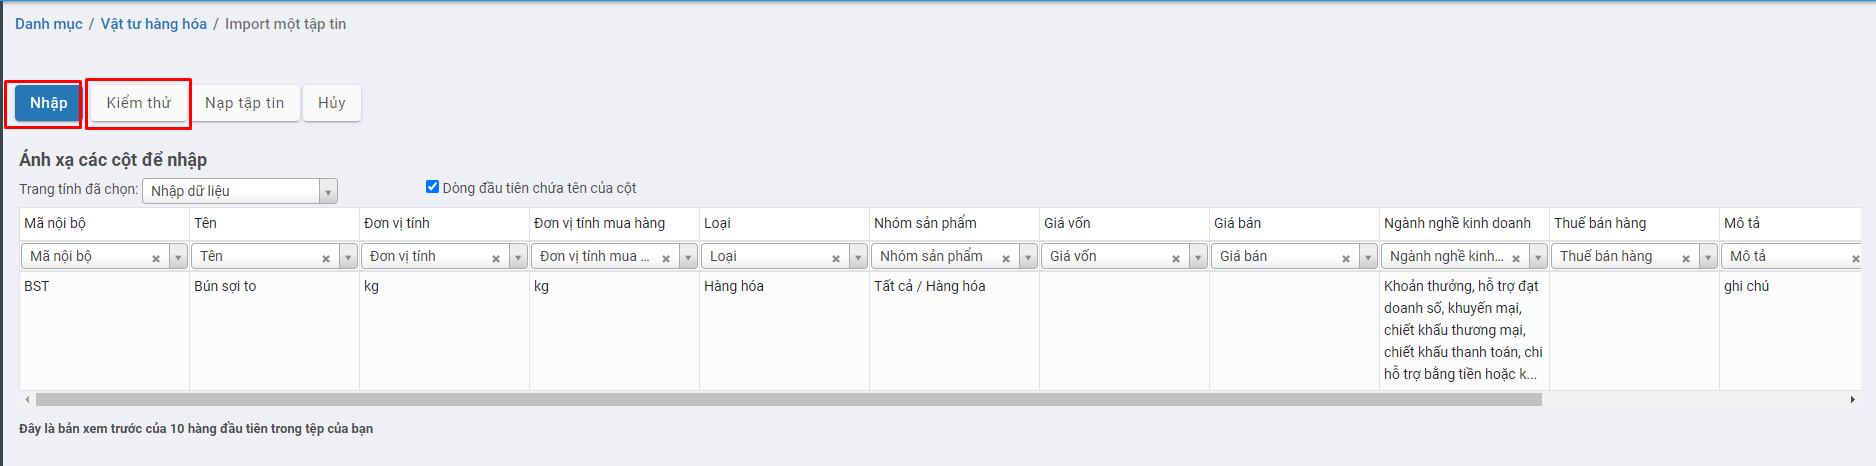 Danh mục / Vật tư hàng hóa / Import một tập tin
Nhập Kiểm thử Nạp tập tin Hủy
Ánh xạ các cột để nhập
Trang tính đã chọn: Nhập dữ liệu Dòng đầu tiên chứa tên của cột
Mã nội bộ Tên Đơn vị tính Đơn vị tính mua hàng Loại Nhóm sản phẩm Giá vốn Giá bán Ngành nghề kinh doanh Thuế bán hàng Mô tả
Mã nội bộ Tên Đơn vị tính Đơn vị tính mua ... Loại Nhóm sản phẩm Giá vốn Giá bán Ngành nghề kinh... Thuế bán hàng Mô tả
BST Bún sợi to kg kg Hàng hóa Tất cả / Hàng hóa Khoản thưởng, hỗ trợ đạt ghi chú
doanh số, khuyến mại,
chiết khấu thương mại,
chiết khấu thanh toán, chi
hỗ trợ bằng tiền hoặc k...
Đây là bản xem trước của 10 hàng đầu tiên trong tệp của bạn